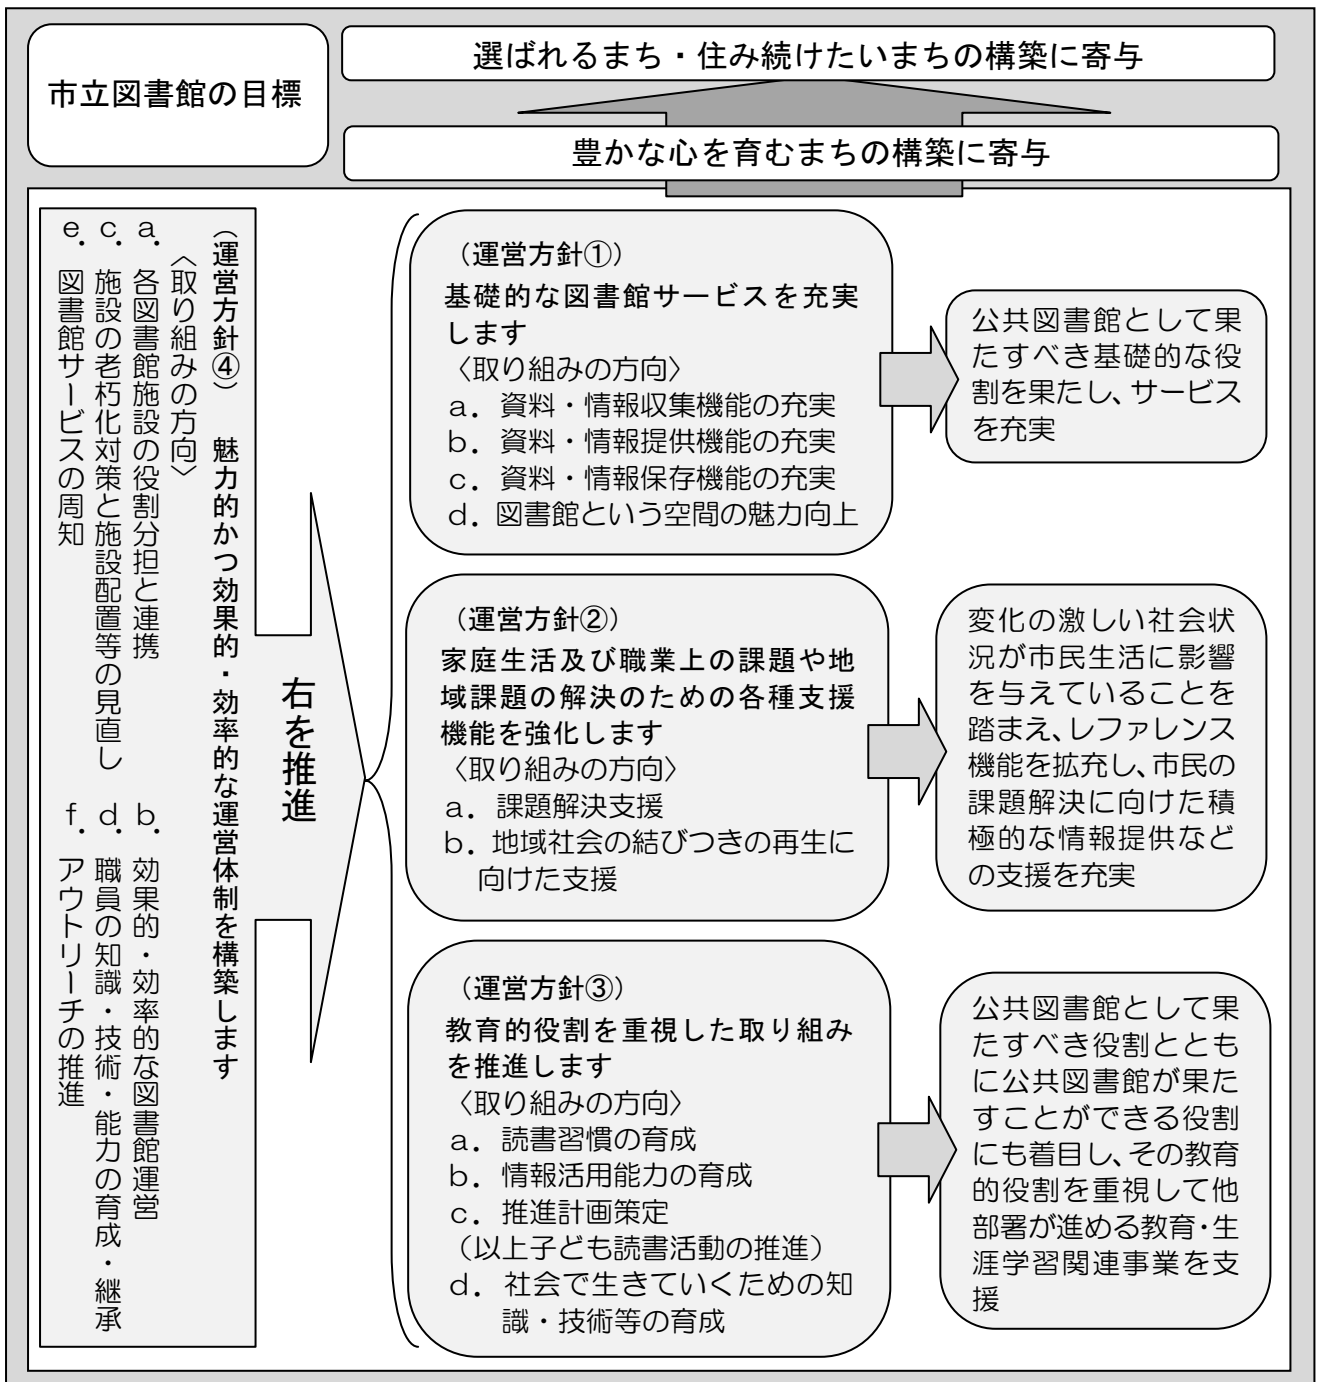 市立図書館の目標
選ばれるまち・住み続けたいまちの構築に寄与
豊かな心を育むまちの構築に寄与
（運営方針④）　魅力的かつ効果的・効率的な運営体制を構築します
〈取り組みの方向〉
a．各図書館施設の役割分担と連携　b．効果的・効率的な図書館運営
c．施設の老朽化対策と施設配置等の見直し　d．職員の知識・技術・能力の育成・継承
e．図書館サービスの周知　f．アウトリーチの推進
右を推進
（運営方針①）
基礎的な図書館サービスを充実
します
〈取り組みの方向〉
a．資料・情報収集機能の充実
b．資料・情報提供機能の充実
c．資料・情報保存機能の充実
d．図書館という空間の魅力向上
公共図書館として果
たすべき基礎的な役
割を果たし、サービス
を充実
（運営方針②）
家庭生活及び職業上の課題や地
域課題の解決のための各種支援
機能を強化します
〈取り組みの方向〉
a．課題解決支援
b．地域社会の結びつきの再生に
向けた支援
変化の激しい社会状
況が市民生活に影響
を与えていることを
踏まえ、レファレンス
機能を拡充し、市民の
課題解決に向けた積
極的な情報提供など
の支援を充実
（運営方針③）
教育的役割を重視した取り組み
を推進します
〈取り組みの方向〉
a．読書習慣の育成
b．情報活用能力の育成
c．推進計画策定
（以上子ども読書活動の推進）
d．社会で生きていくための知
識・技術等の育成
公共図書館として果
たすべき役割ととも
に公共図書館が果た
すことができる役割
にも着目し、その教育
的役割を重視して他
部署が進める教育・生
涯学習関連事業を支
援